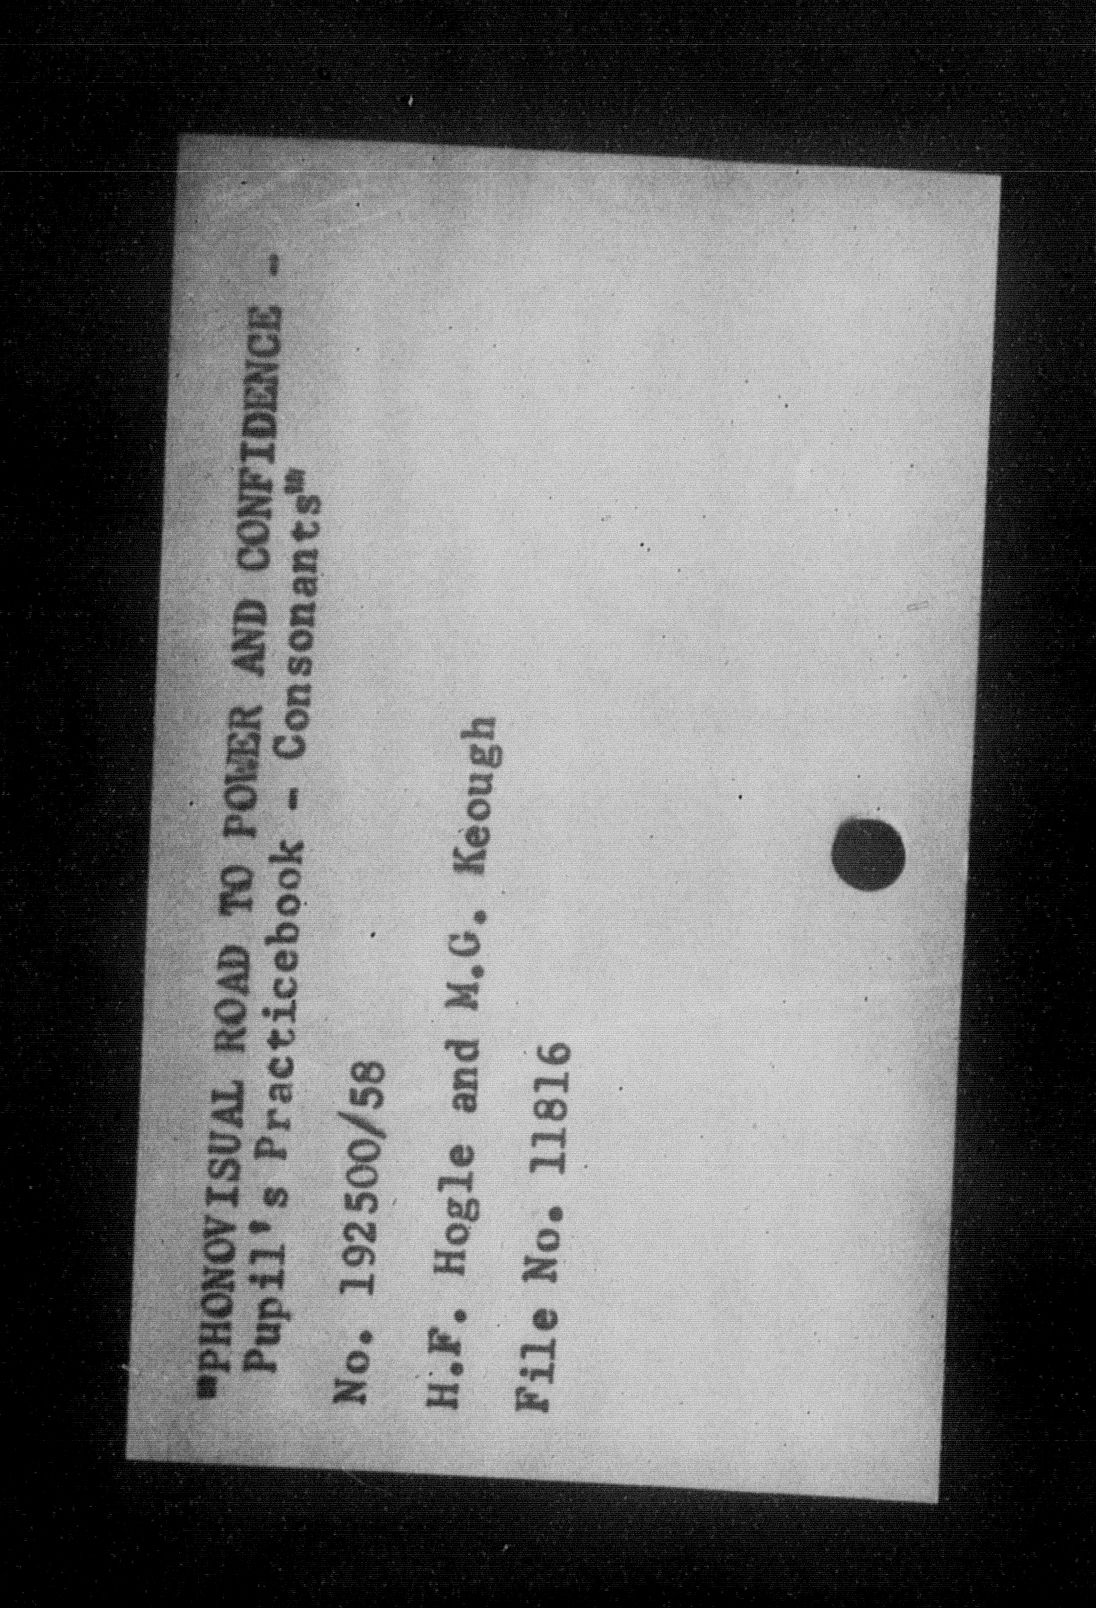 "PHONOVISUAL ROAD TO POWER AND CONFIDENCE -
Pupil's Practicebook - Consonants"
No. 192500/58
H.F. Hogle and M.G. Keough
File No. 11816